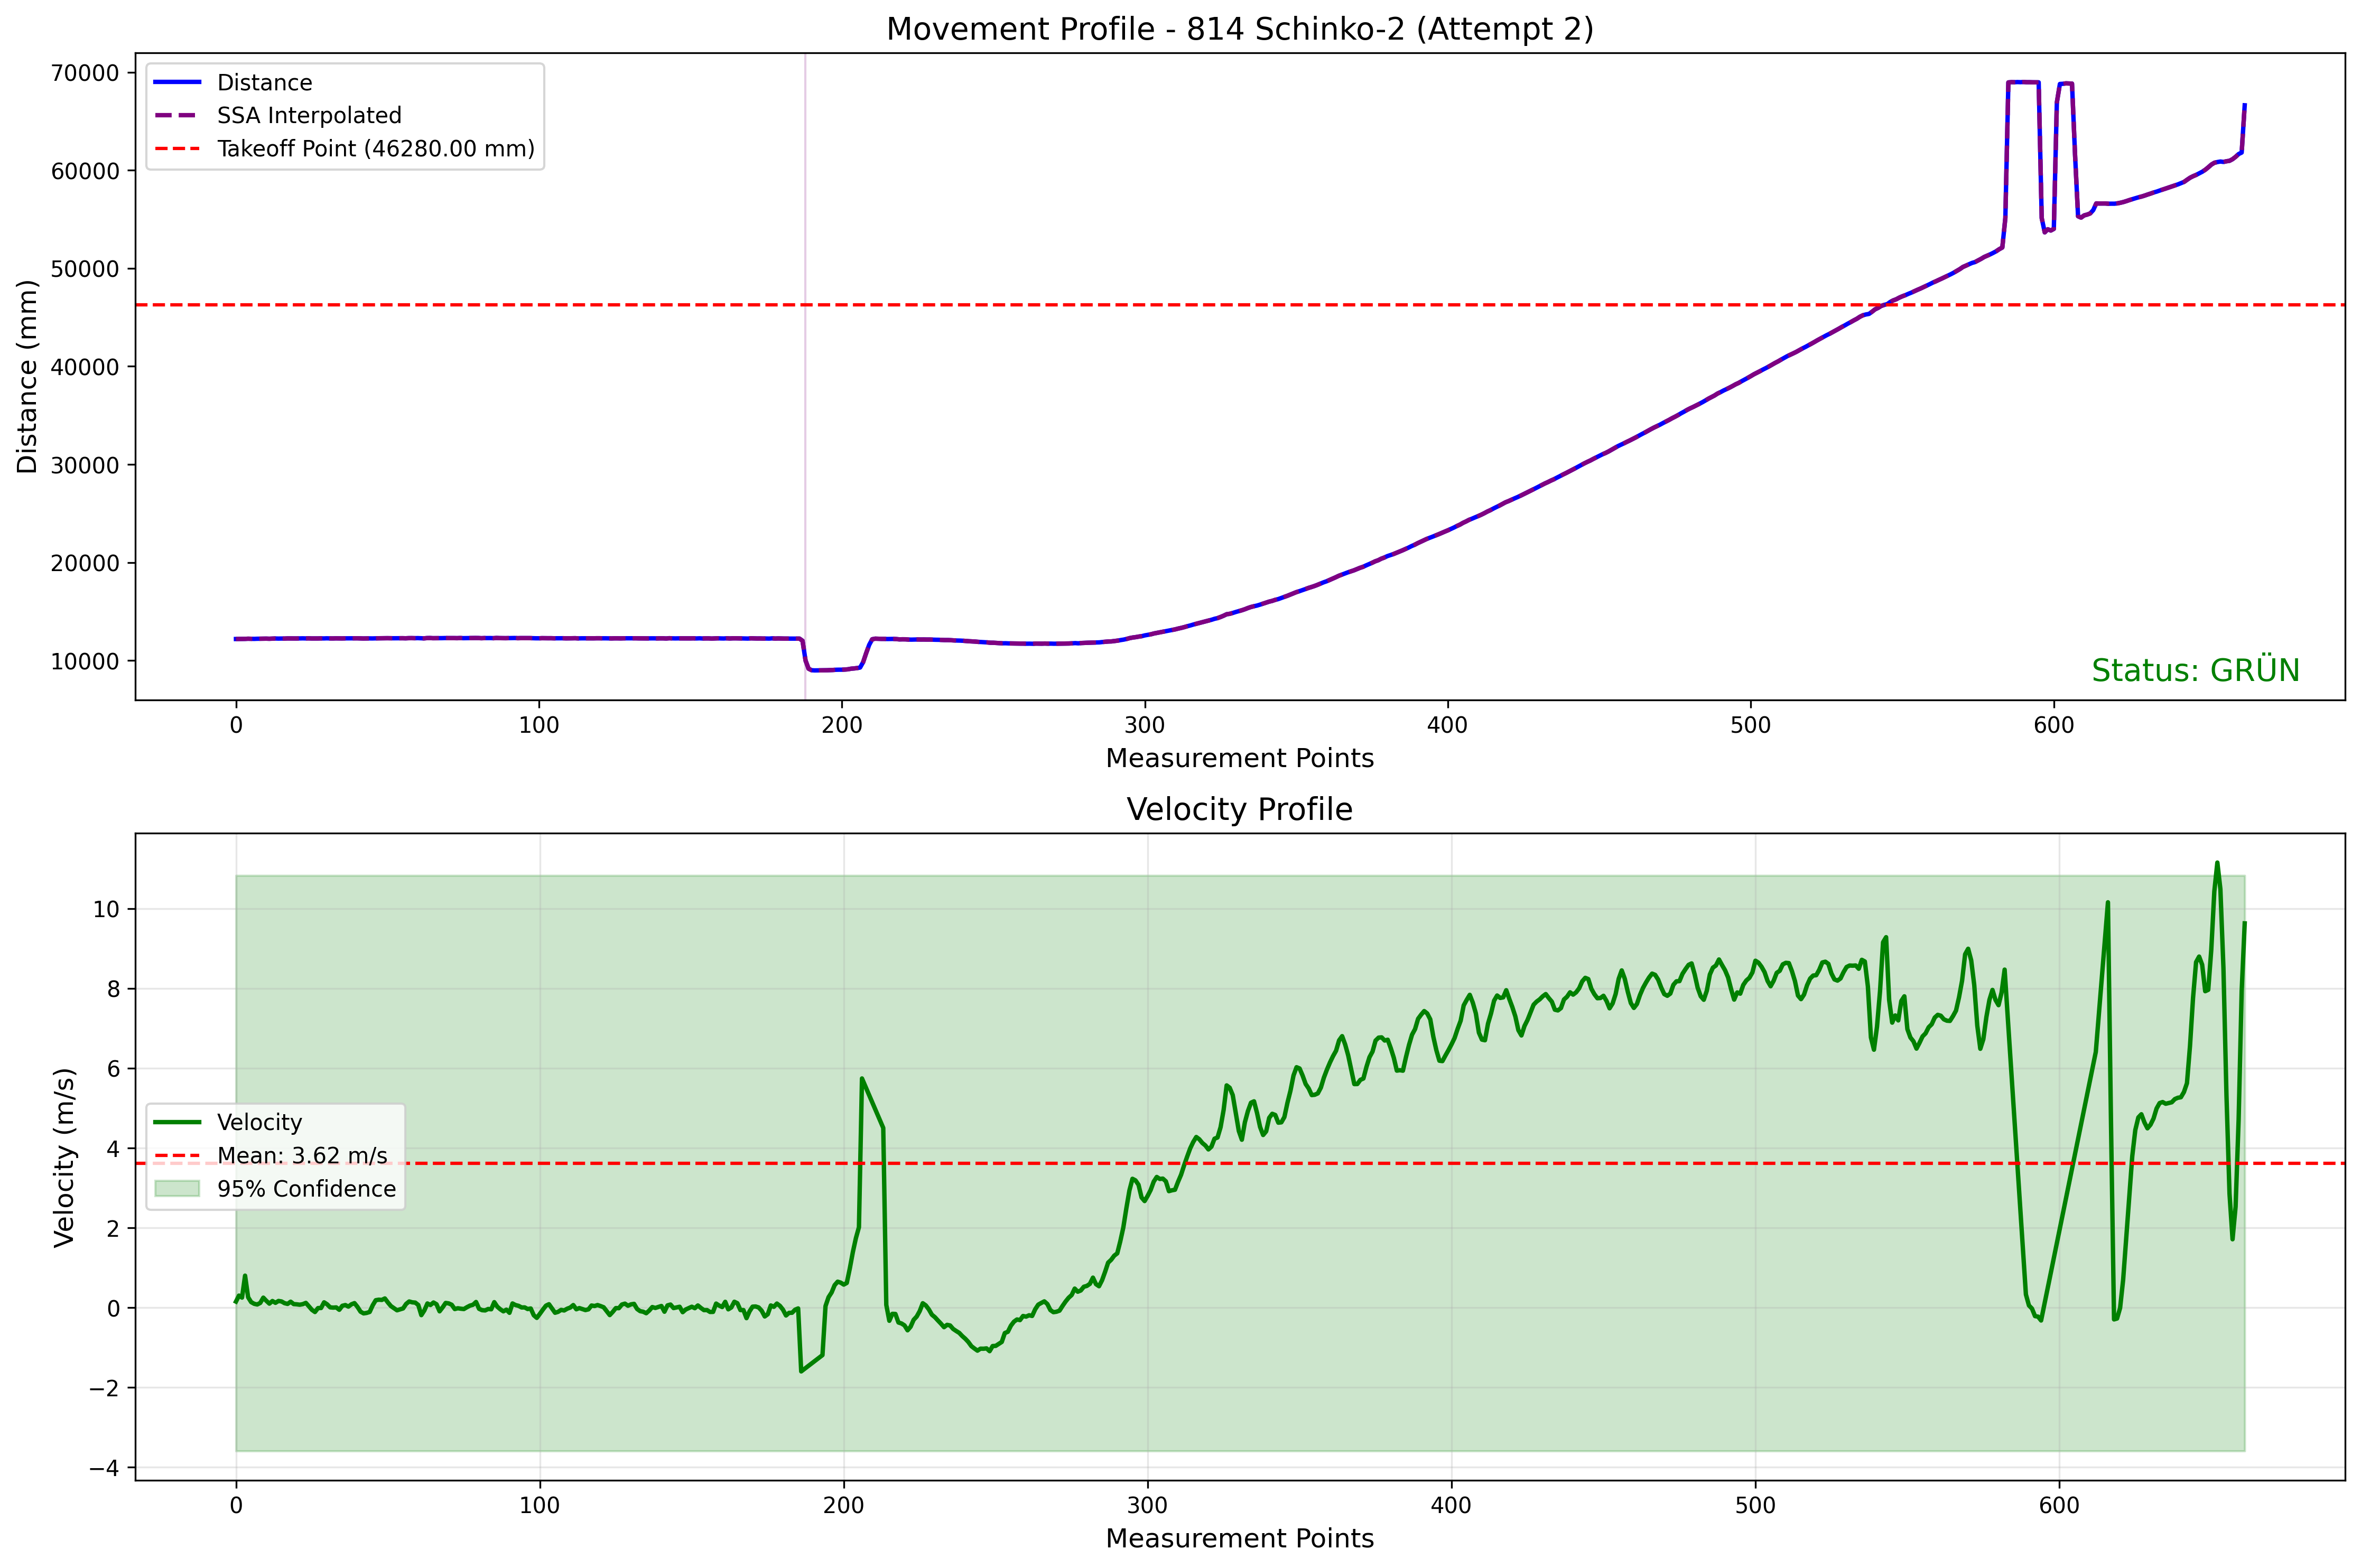 Movement Profile - 814 Schinko-2 (Attempt 2)
Distance
SSA Interpolated
Takeoff Point (46280.00 mm)
Distance (mm)
70000
60000
50000
40000
30000
20000
10000
Status: GRÜN
0 100 200 300 400 500 600
Measurement Points
Velocity Profile
Velocity (m/s)
10
8
6
4
2
0
−2
−4
Velocity
Mean: 3.62 m/s
95% Confidence
0 100 200 300 400 500 600
Measurement Points